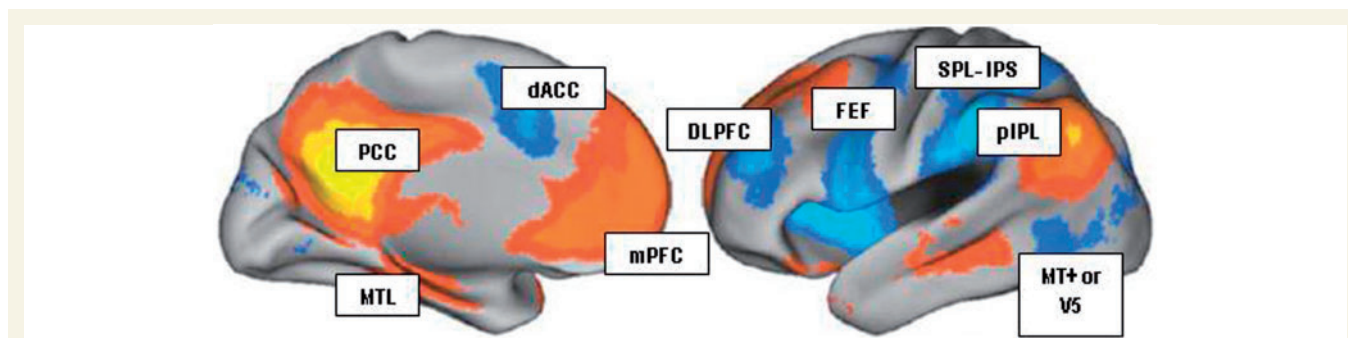 dACC
PCC
MTL
mPFC
DLPFC
FEF
SPL-IPS
pIPL
MT+ or
V5